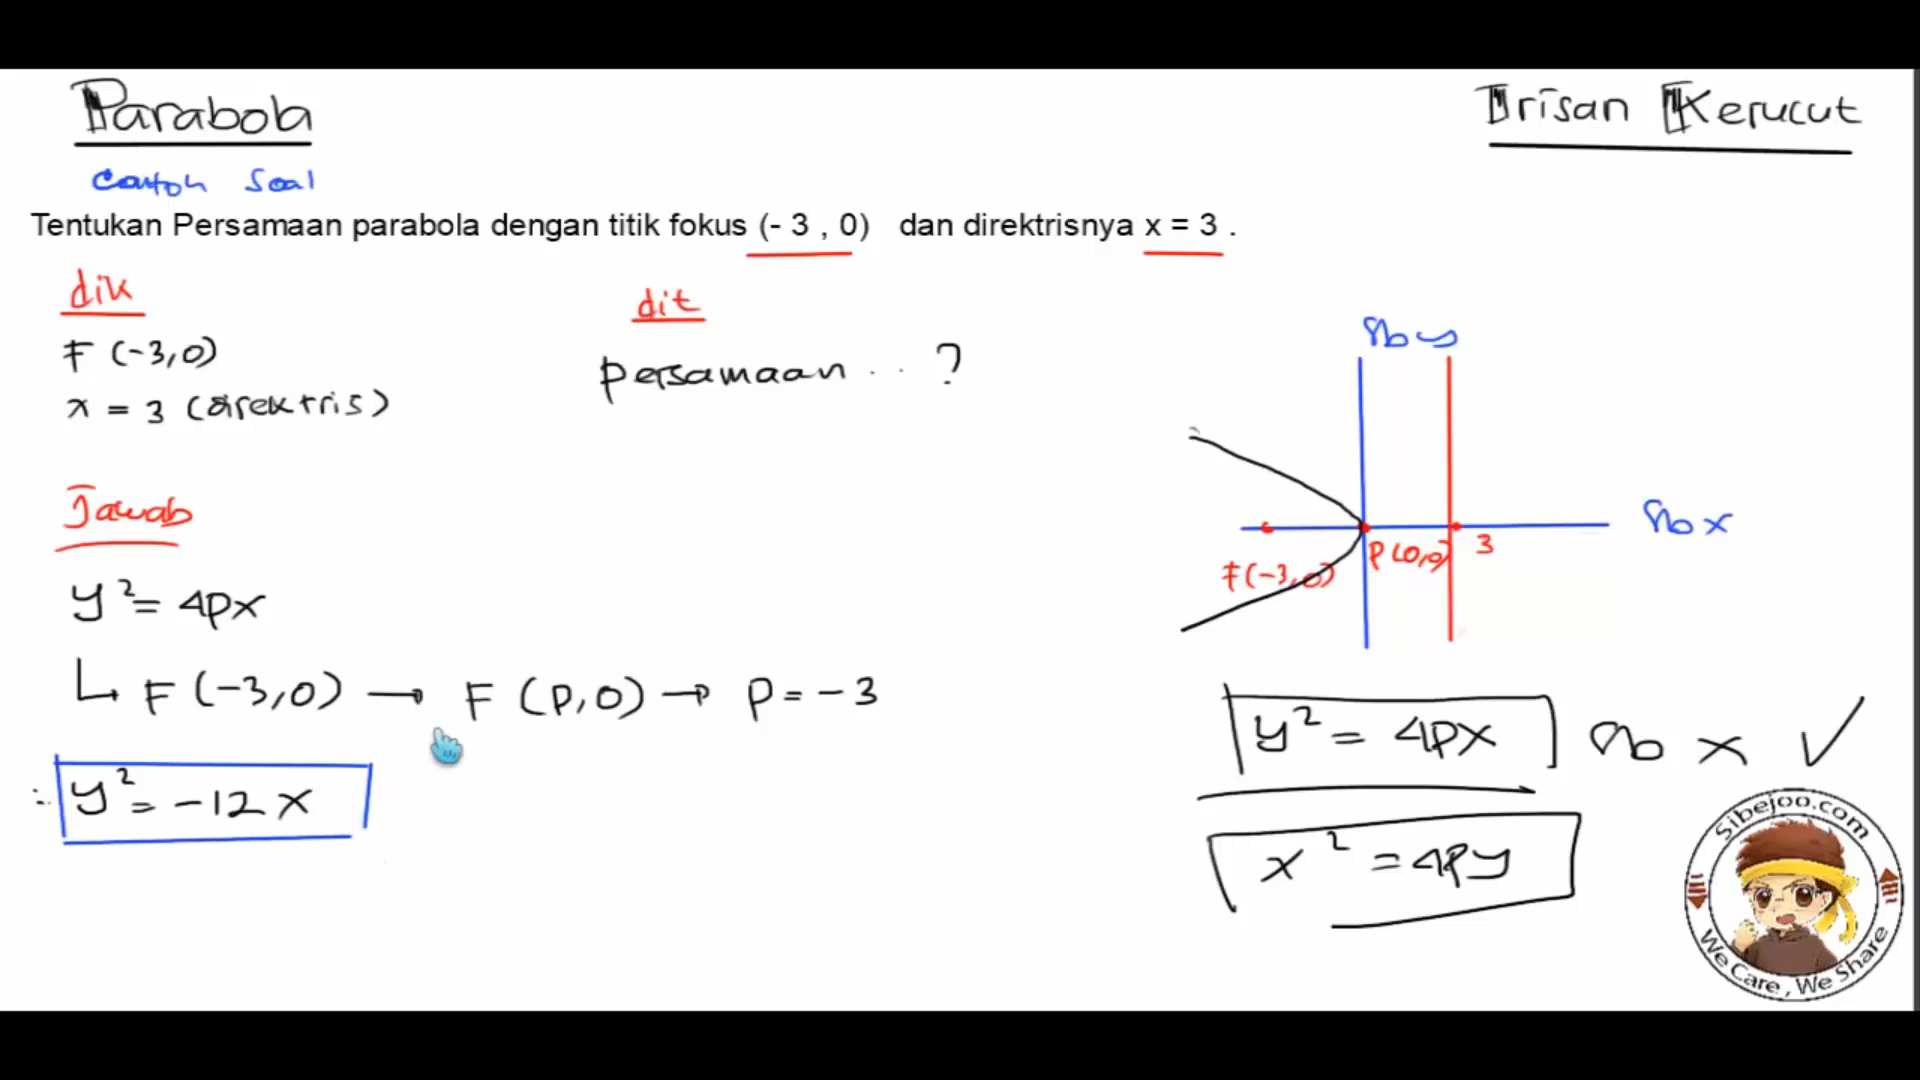 Parabola
Irisan Kerucut
Contoh Soal
Tentukan Persamaan parabola dengan titik fokus (- 3 , 0) dan direktrisnya x = 3 .
dik
dit
F (-3,0)
x = 3 (direktris)
persamaan ... ?
Sb y
Sb x
F(-3,0)
P(0,0)
3
Jawab
y² = 4px
↳ F (-3,0) → F (p,0) → p = -3
∴ y² = -12x
y² = 4px Sb x ✓
x² = 4py
Sibejoo.com
We Care, We Share